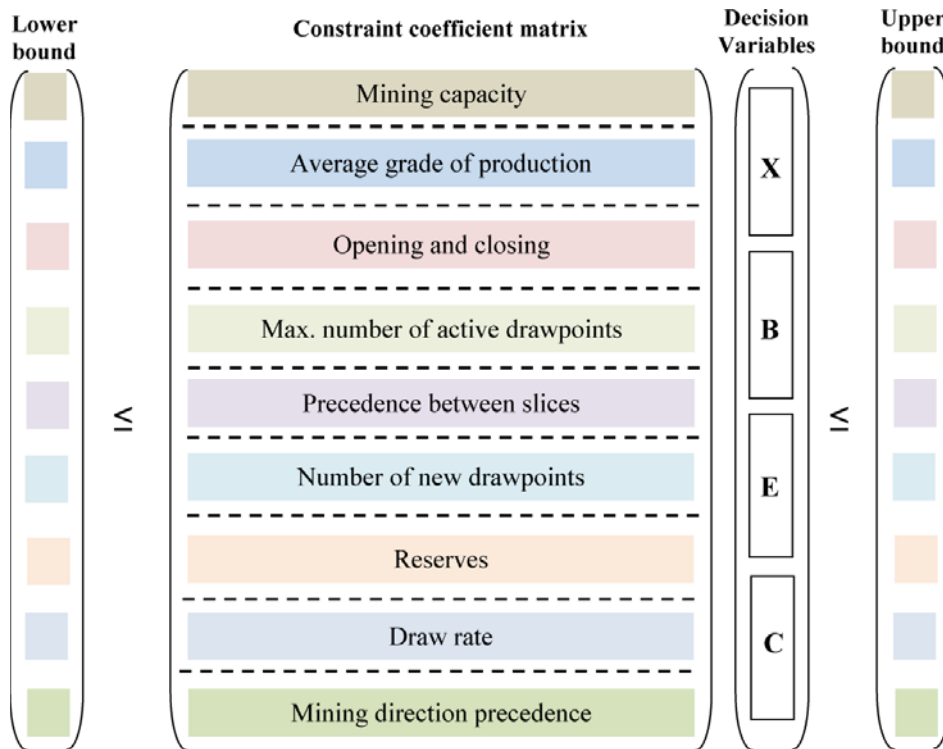 Lower
bound
Constraint coefficient matrix
Decision
Variables
Upper
bound
Mining capacity
Average grade of production
Opening and closing
Max. number of active drawpoints
Precedence between slices
Number of new drawpoints
Reserves
Draw rate
Mining direction precedence
≤
X
B
E
C
≤